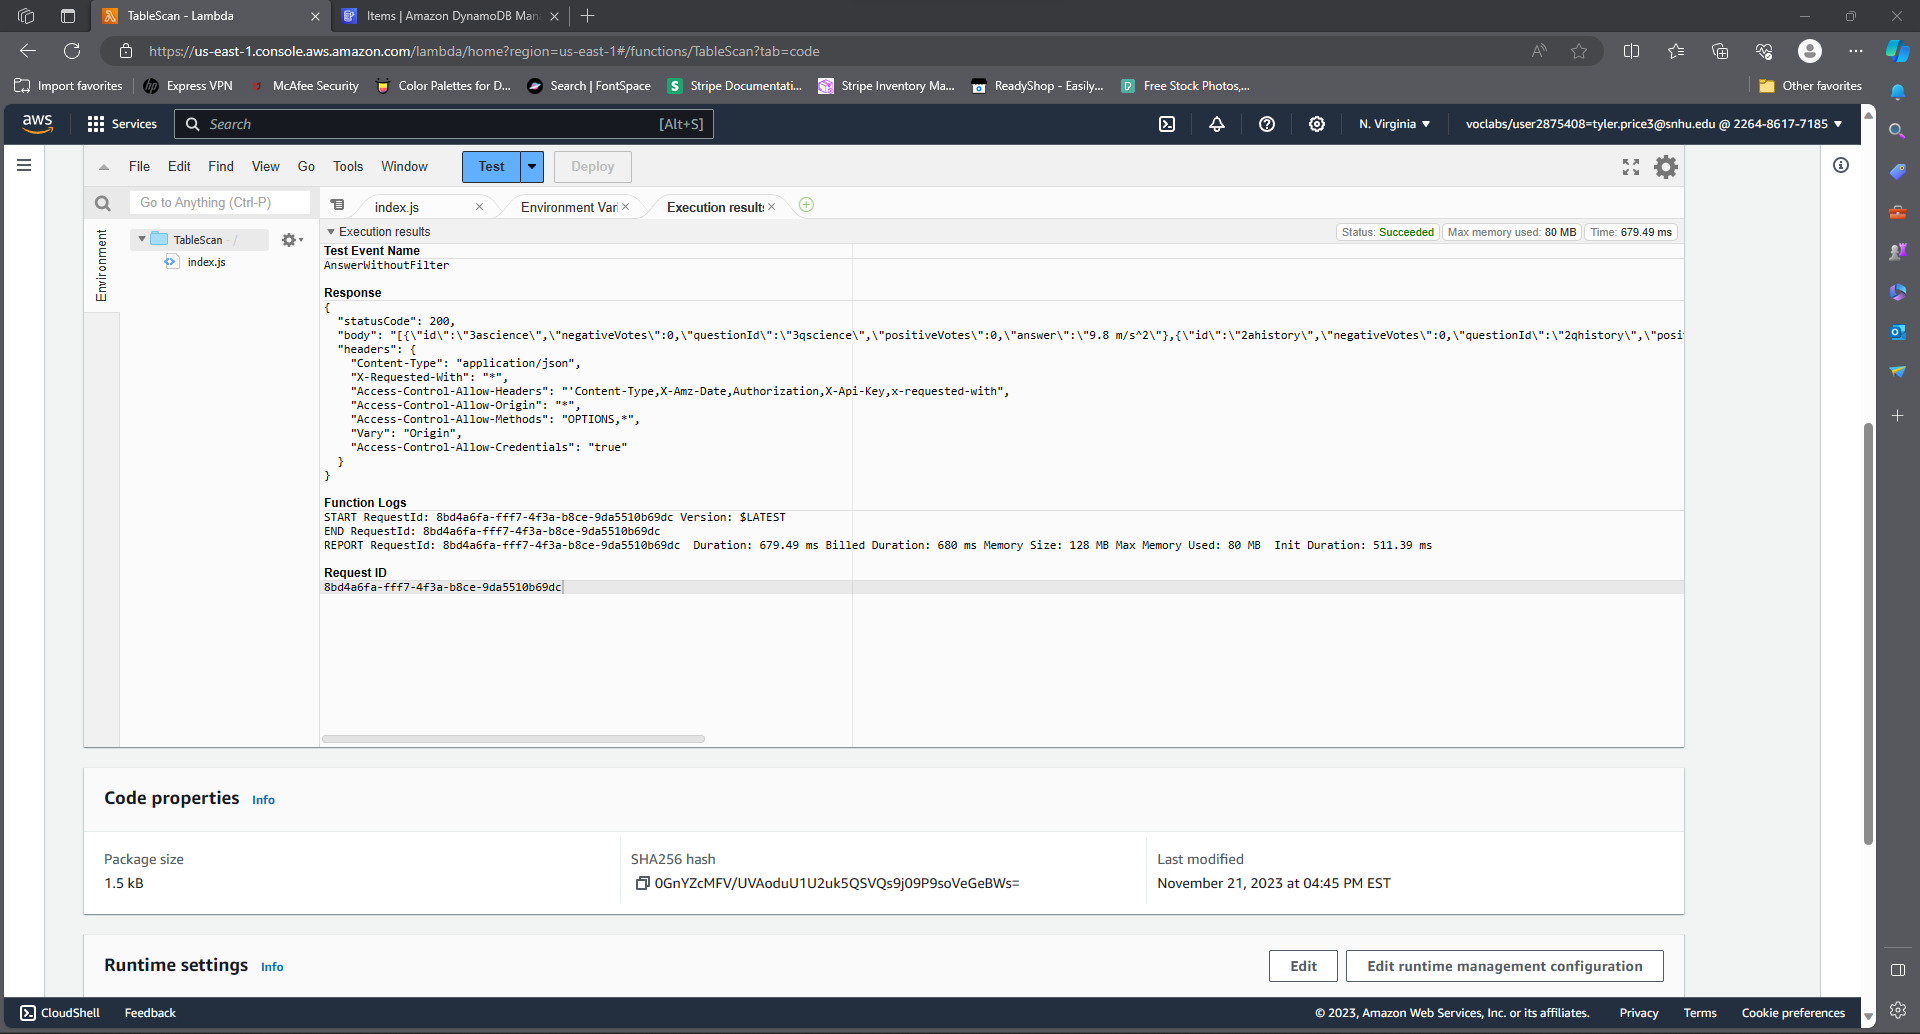 TableScan - Lambda
Items | Amazon DynamoDB Man
https://us-east-1.console.aws.amazon.com/lambda/home?region=us-east-1#/functions/TableScan?tab=code
Import favorites
Express VPN
McAfee Security
Color Palettes for D...
Search | FontSpace
Stripe Documentati...
Stripe Inventory Ma...
ReadyShop - Easily...
Free Stock Photos,...
Other favorites
aws
Services
Search
[Alt+S]
N. Virginia
voclabs/user2875408=tyler.price3@snhu.edu @ 2264-8617-7185
File Edit Find View Go Tools Window
Test
Deploy
Go to Anything (Ctrl-P)
index.js
Environment Var
Execution results
Environment
TableScan - /
index.js
Execution results
Status: Succeeded
Max memory used: 80 MB
Time: 679.49 ms
Test Event Name
AnswerWithoutFilter
Response
{
"statusCode": 200,
"body": "[{\"id\":\"3ascience\",\"negativeVotes\":0,\"questionId\":\"3qscience\",\"positiveVotes\":0,\"answer\":\"9.8 m/s^2\"},{\"id\":\"2ahistory\",\"negativeVotes\":0,\"questionId\":\"2qhistory\",\"posi
"headers": {
"Content-Type": "application/json",
"X-Requested-With": "*",
"Access-Control-Allow-Headers": "'Content-Type,X-Amz-Date,Authorization,X-Api-Key,x-requested-with",
"Access-Control-Allow-Origin": "*",
"Access-Control-Allow-Methods": "OPTIONS,*",
"Vary": "Origin",
"Access-Control-Allow-Credentials": "true"
}
}
Function Logs
START RequestId: 8bd4a6fa-fff7-4f3a-b8ce-9da5510b69dc Version: $LATEST
END RequestId: 8bd4a6fa-fff7-4f3a-b8ce-9da5510b69dc
REPORT RequestId: 8bd4a6fa-fff7-4f3a-b8ce-9da5510b69dc Duration: 679.49 ms Billed Duration: 680 ms Memory Size: 128 MB Max Memory Used: 80 MB Init Duration: 511.39 ms
Request ID
8bd4a6fa-fff7-4f3a-b8ce-9da5510b69dc
Code properties Info
Package size
1.5 kB
SHA256 hash
0GnYZcMFV/UVAoduU1U2uk5QSVQs9j09P9soVeGeBWs=
Last modified
November 21, 2023 at 04:45 PM EST
Runtime settings Info
Edit
Edit runtime management configuration
CloudShell
Feedback
© 2023, Amazon Web Services, Inc. or its affiliates.
Privacy
Terms
Cookie preferences